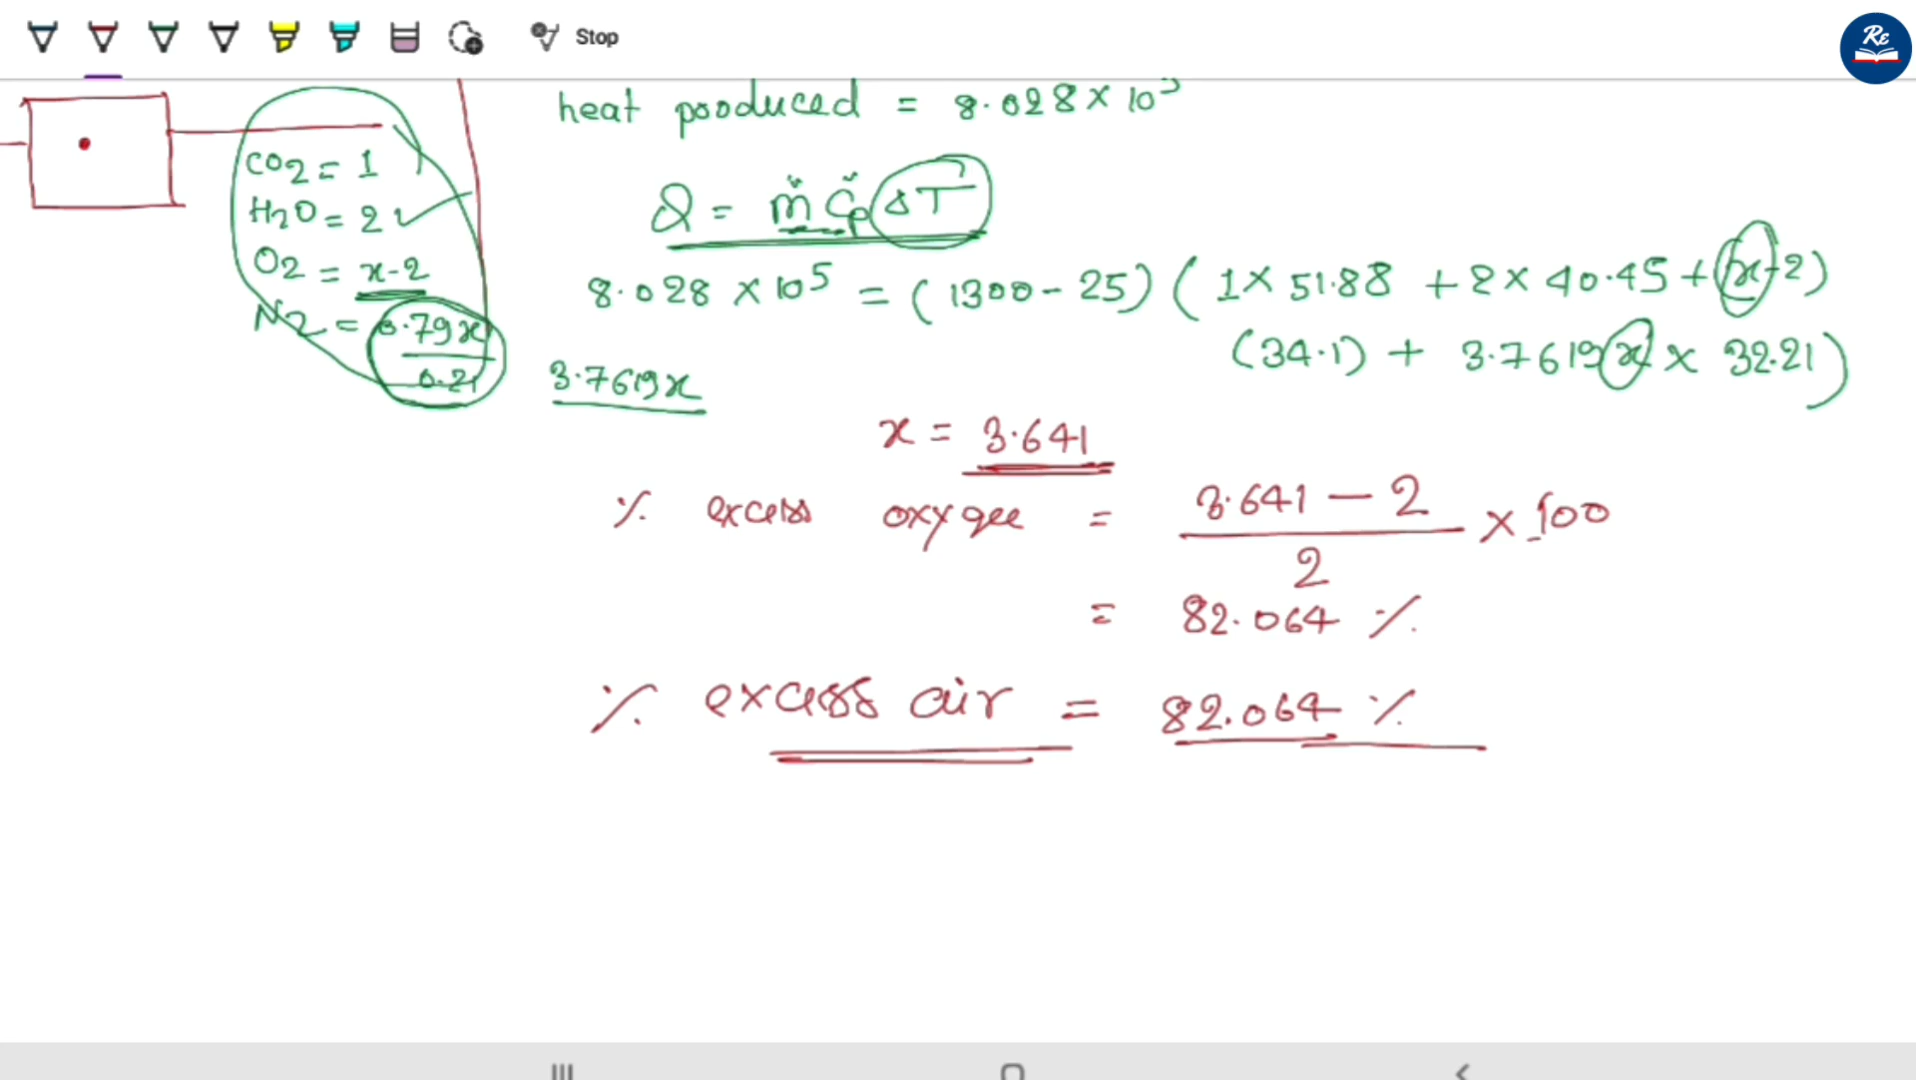 Stop
RE
heat produced = 8.028 × 10⁵
CO2 = 1
H2O = 2 ✓
O2 = x-2
N2 = 0.79x / 0.21
3.7619x
Q = ṁ Cp ΔT
8.028 × 10⁵ = (1300 - 25) ( 1 × 51.88 + 2 × 40.45 + (x-2)
(34.1) + 3.7619 x × 32.21 )
x = 3.641
% excess oxygen = 3.641 - 2 / 2 × 100
= 82.064 %
% excess air = 82.064 %